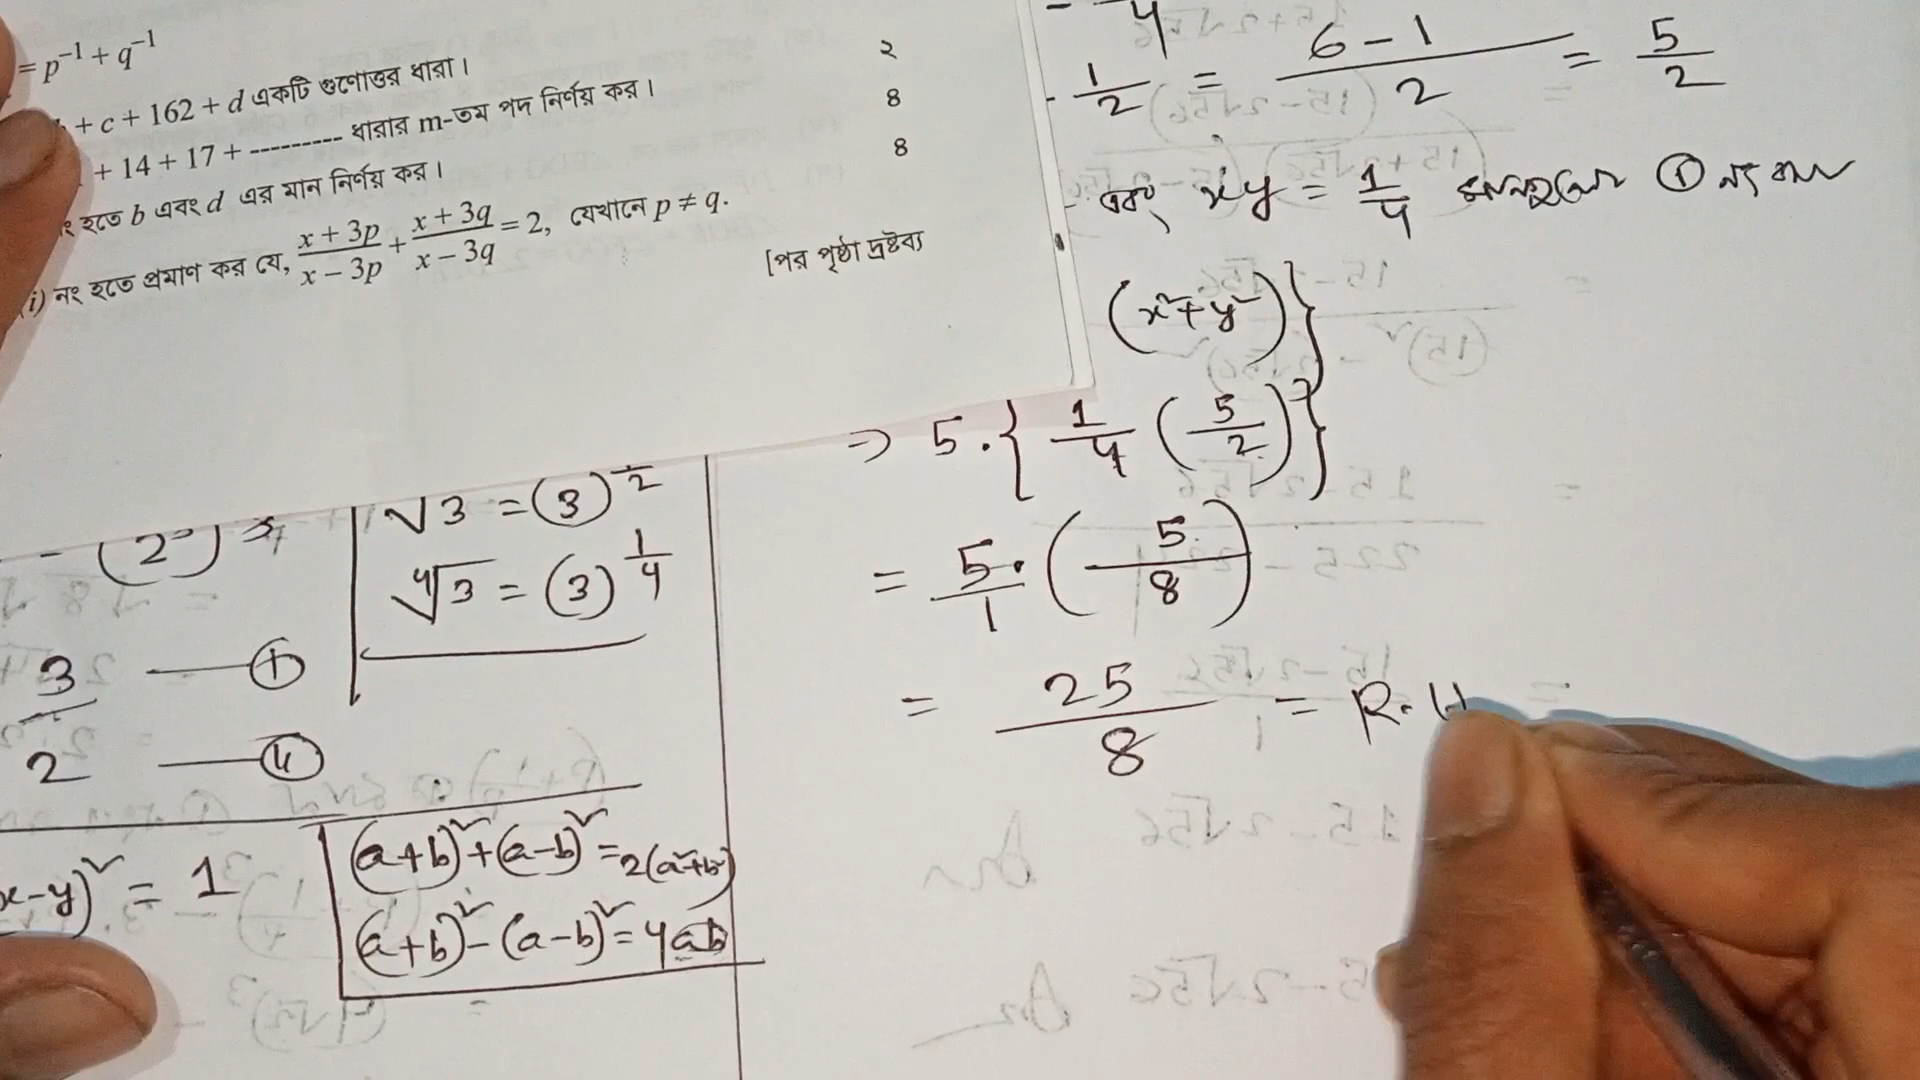 = p⁻¹ + q⁻¹
+ c + 162 + d একটি গুণোত্তর ধারা। ২
+ 14 + 17 + --------- ধারার m-তম পদ নির্ণয় কর। 8
নং হতে b এবং d এর মান নির্ণয় কর। 8
(i) নং হতে প্রমাণ কর যে, (x + 3p)/(x − 3p) + (x + 3q)/(x − 3q) = 2, যেখানে p ≠ q.
[পর পৃষ্ঠা দ্রষ্টব্য
√3 = (3)^(1/2)
⁴√3 = (3)^(1/4)
3 — (i)
2 — (ii)
x-y)² = 1
(a+b)² + (a-b)² = 2(a²+b²)
(a+b)² - (a-b)² = 4ab
4
- 1/2 = (6-1)/2 = 5/2
এবং xy = 1/4
(x²+y²)}
⇒ 5.{1/4 (5/2)}
= 5/1 . (5/8)
= 25/8 = R.H